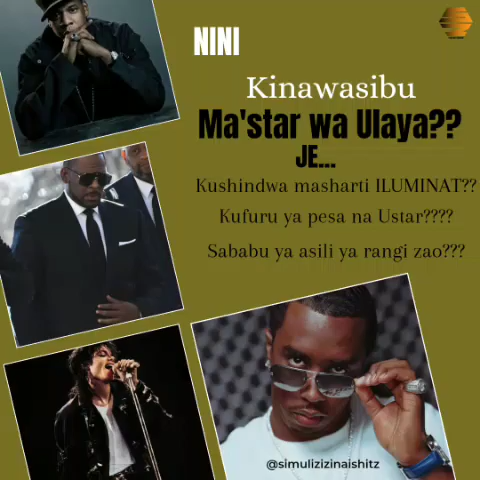 NINI
Kinawasibu
Ma'star wa Ulaya??
JE...
Kushindwa masharti ILUMINAT??
Kufuru ya pesa na Ustar????
Sababu ya asili ya rangi zao???
@simulizizinaishitz